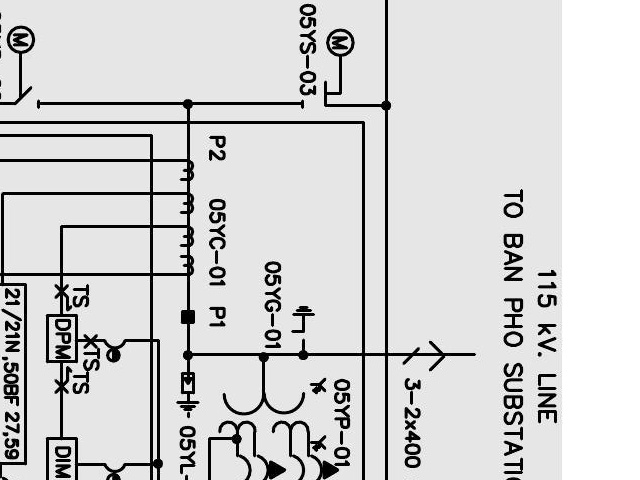 115 kV. LINE
TO BAN PHO
3-2x400
05YP-01
M
05YS-03
05YG-01
P2
05YC-01
P1
05YL-
TS
TS
TS
DPM
DIM
21/21N,50BF 27,59
M